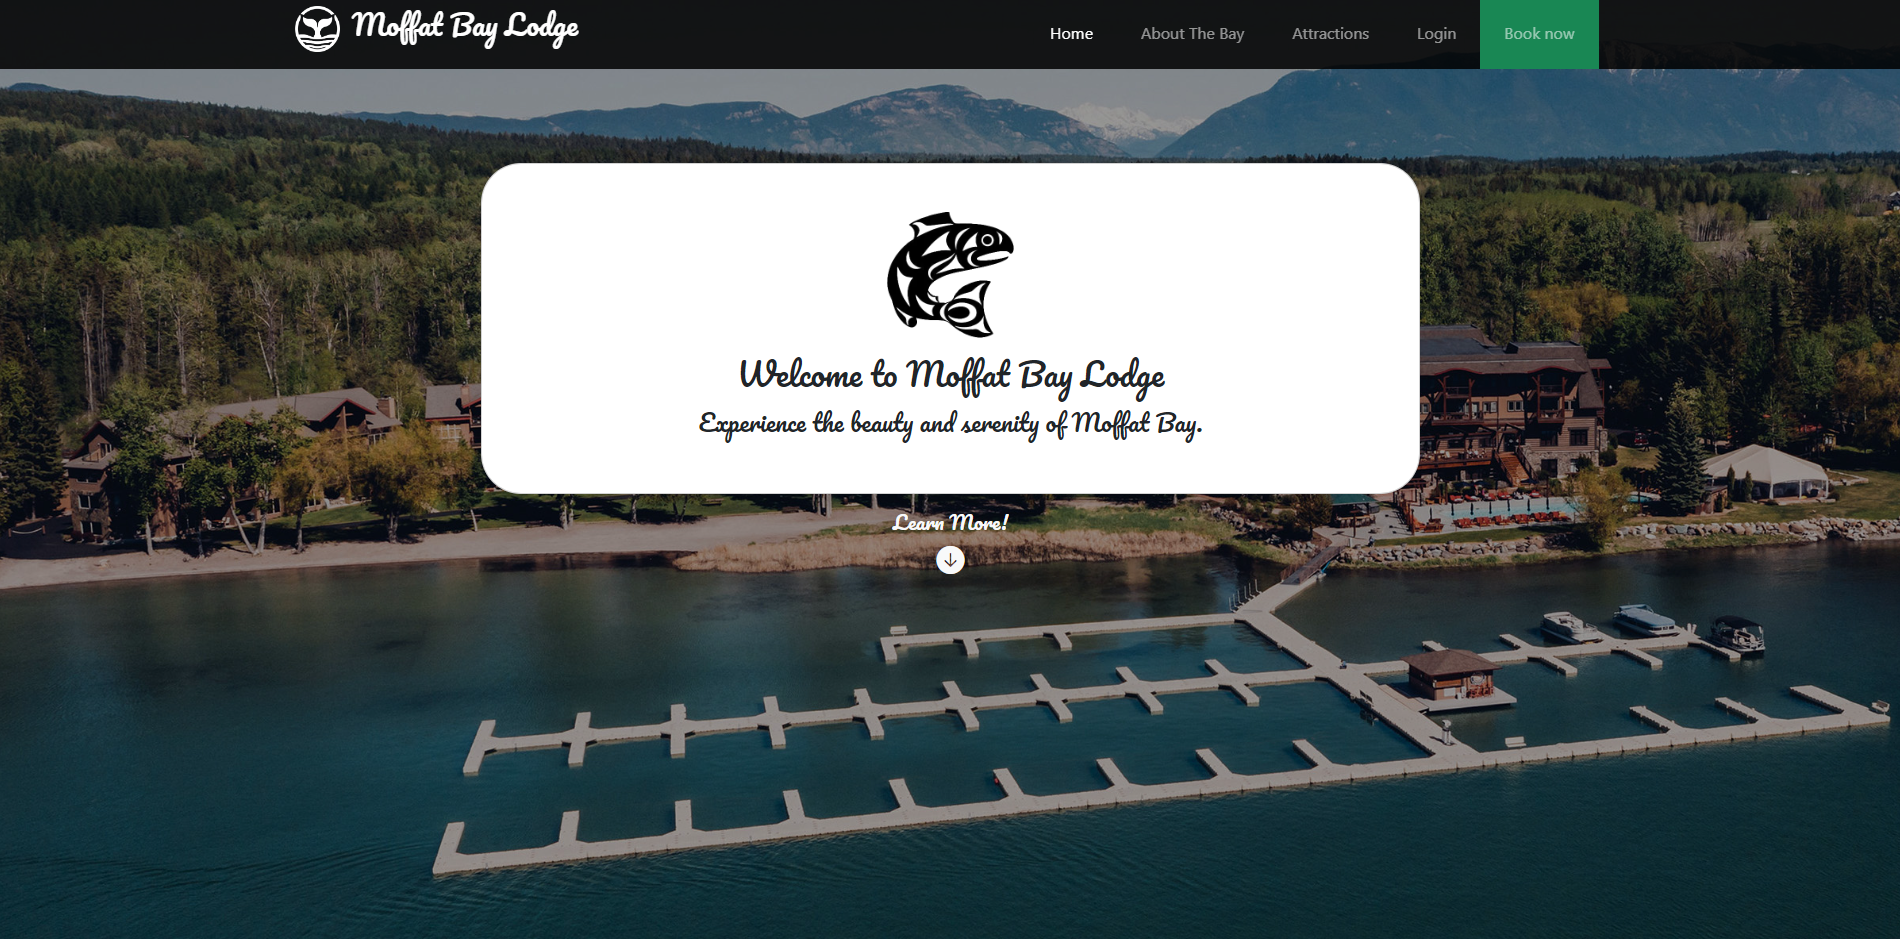 Moffat Bay Lodge
Home About The Bay Attractions Login Book now
Welcome to Moffat Bay Lodge
Experience the beauty and serenity of Moffat Bay.
Learn More!